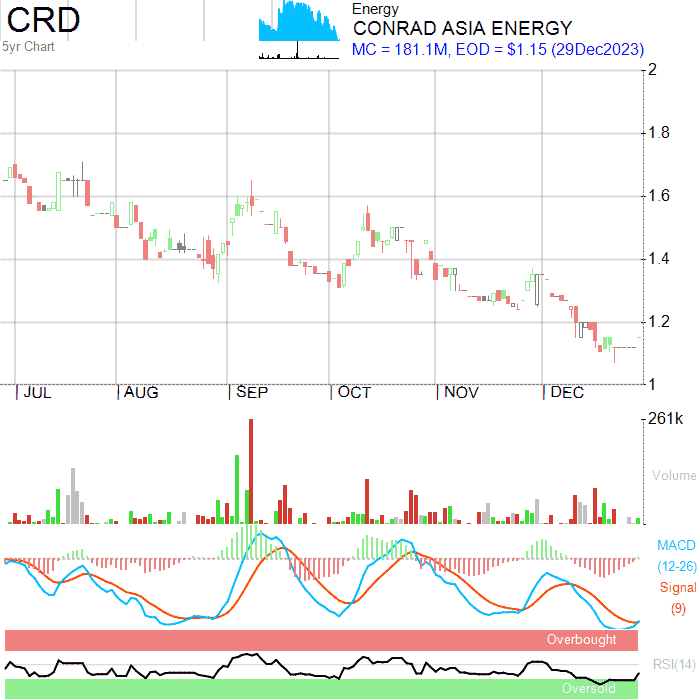 CRD
5yr Chart
Energy
CONRAD ASIA ENERGY
MC = 181.1M, EOD = $1.15 (29Dec2023)
2
1.8
1.6
1.4
1.2
1
JUL AUG SEP OCT NOV DEC
261k
Volume
MACD
(12-26)
Signal
(9)
Overbought
RSI(14)
Oversold